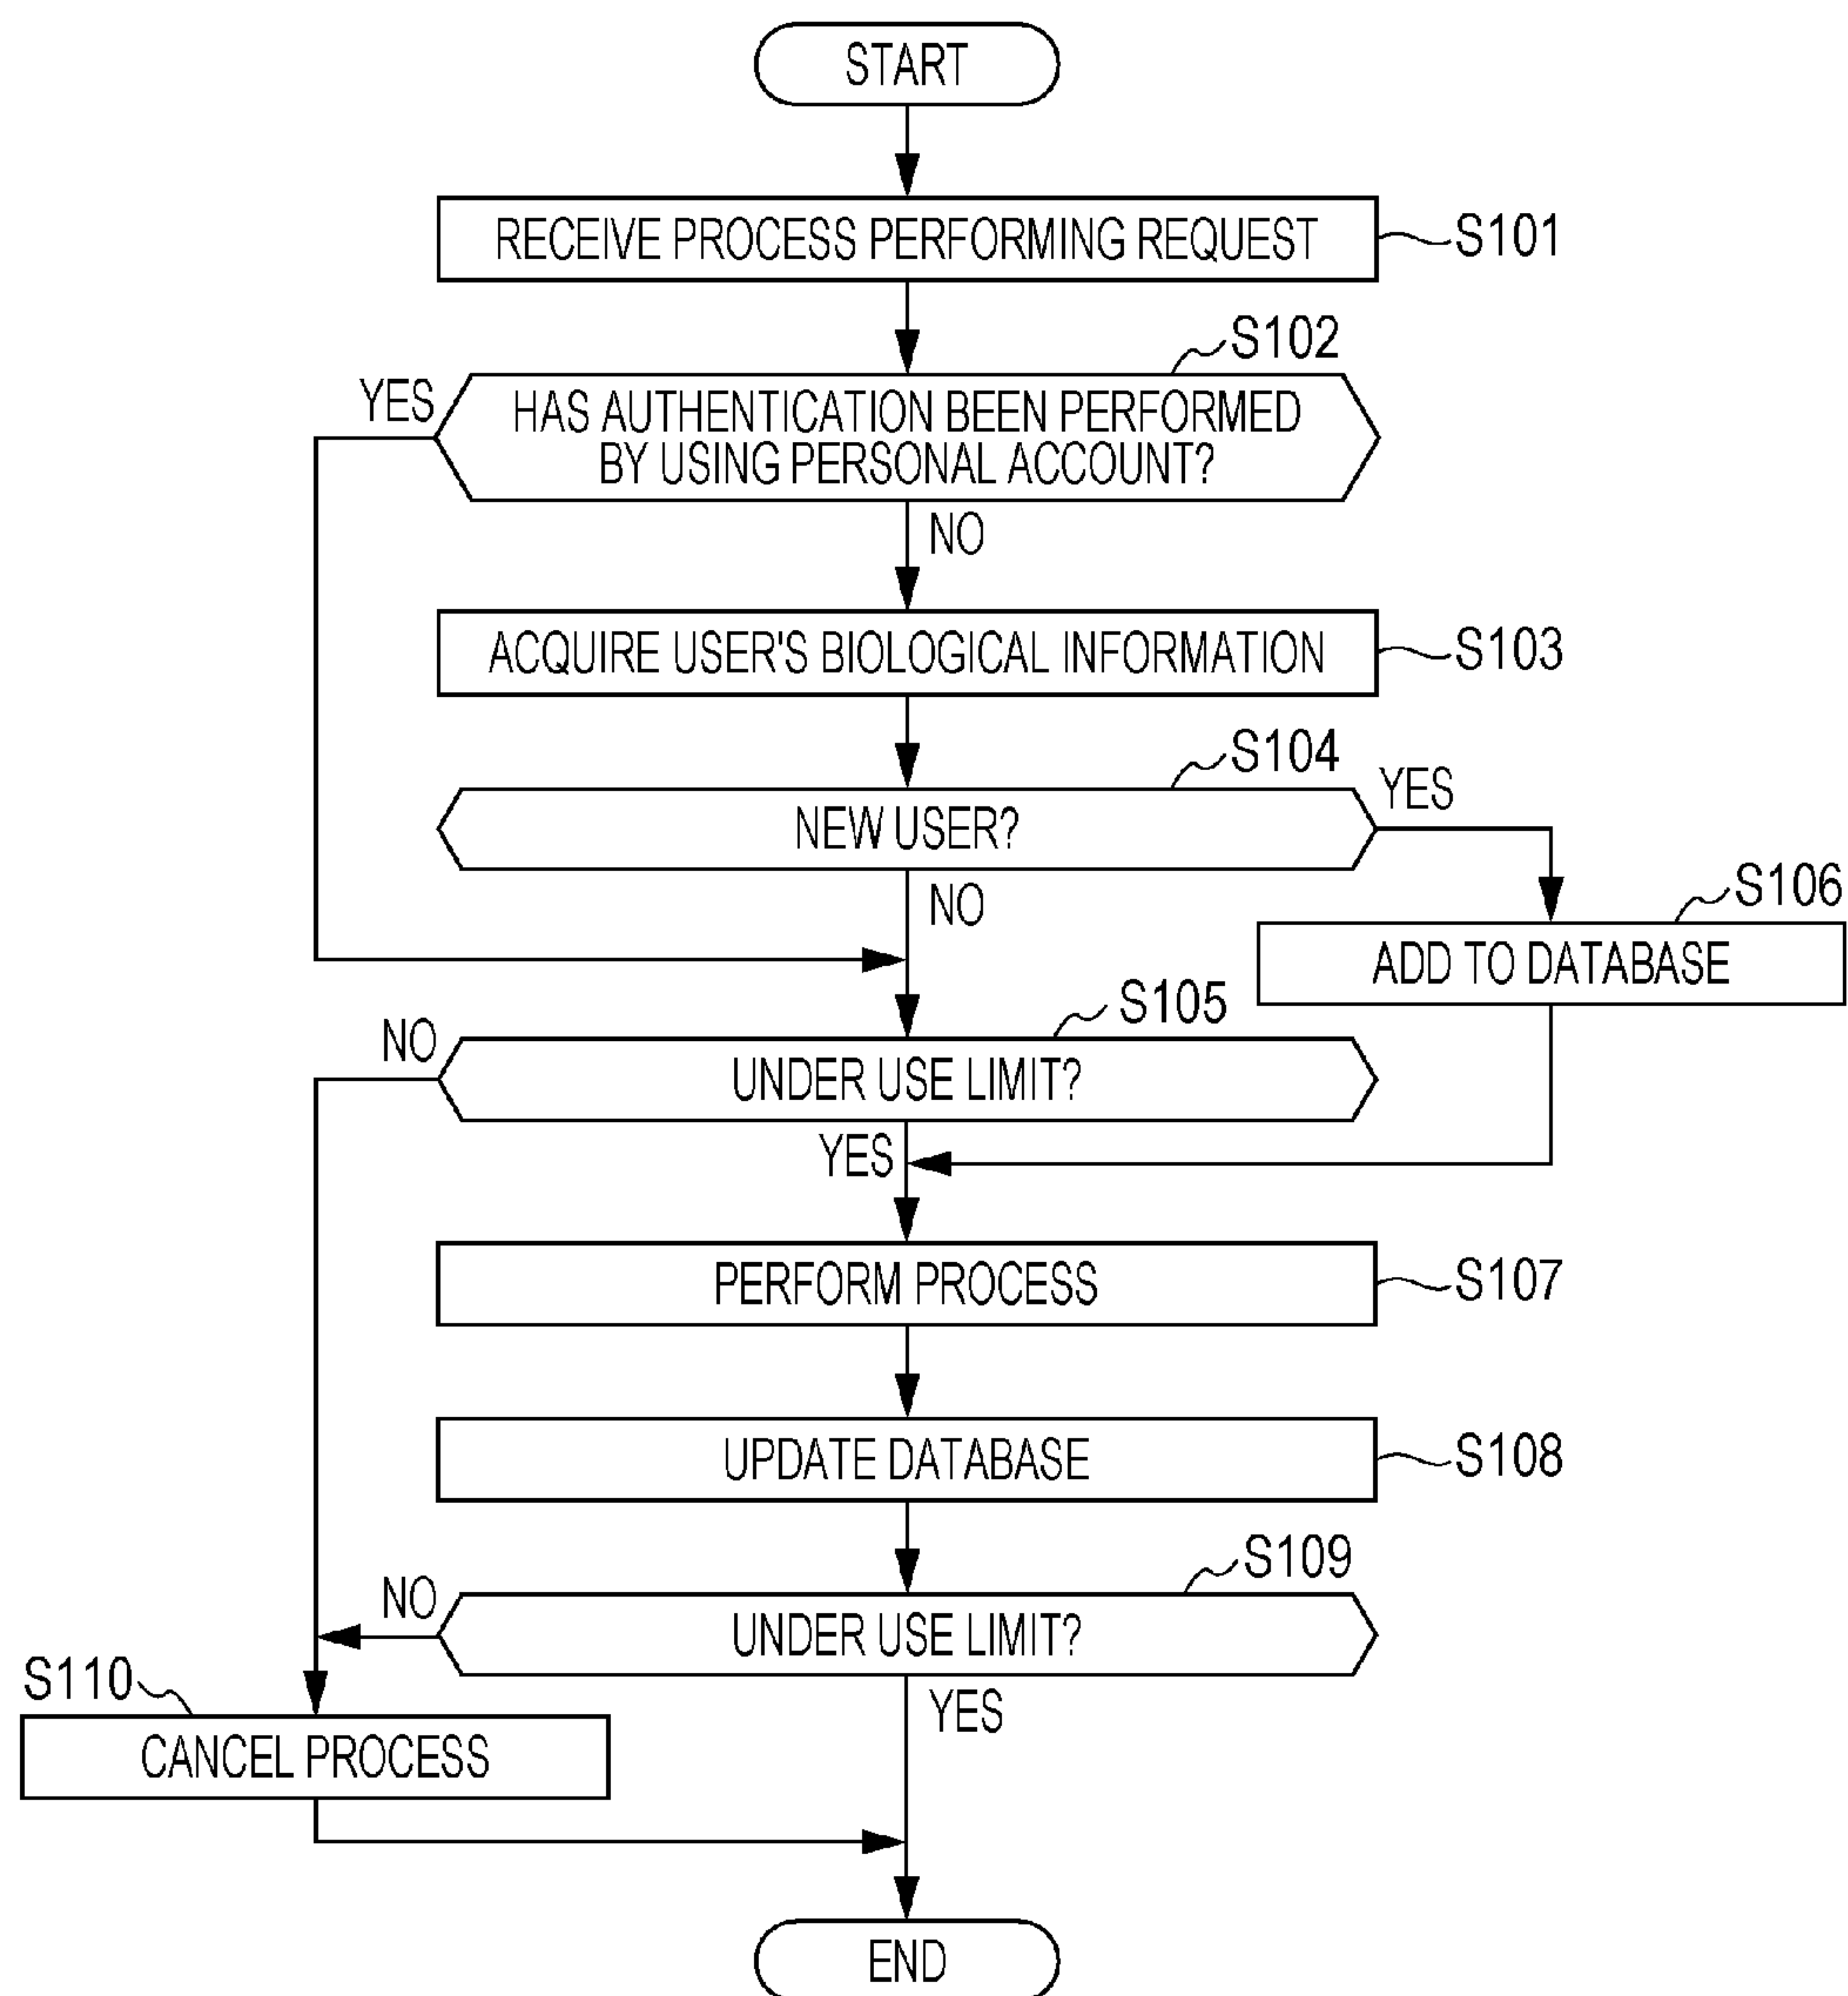 START
RECEIVE PROCESS PERFORMING REQUEST
S101
S102
YES
HAS AUTHENTICATION BEEN PERFORMED
BY USING PERSONAL ACCOUNT?
NO
ACQUIRE USER'S BIOLOGICAL INFORMATION
S103
S104
YES
NEW USER?
NO
S106
ADD TO DATABASE
S105
NO
UNDER USE LIMIT?
YES
PERFORM PROCESS
S107
UPDATE DATABASE
S108
S109
NO
UNDER USE LIMIT?
YES
S110
CANCEL PROCESS
END